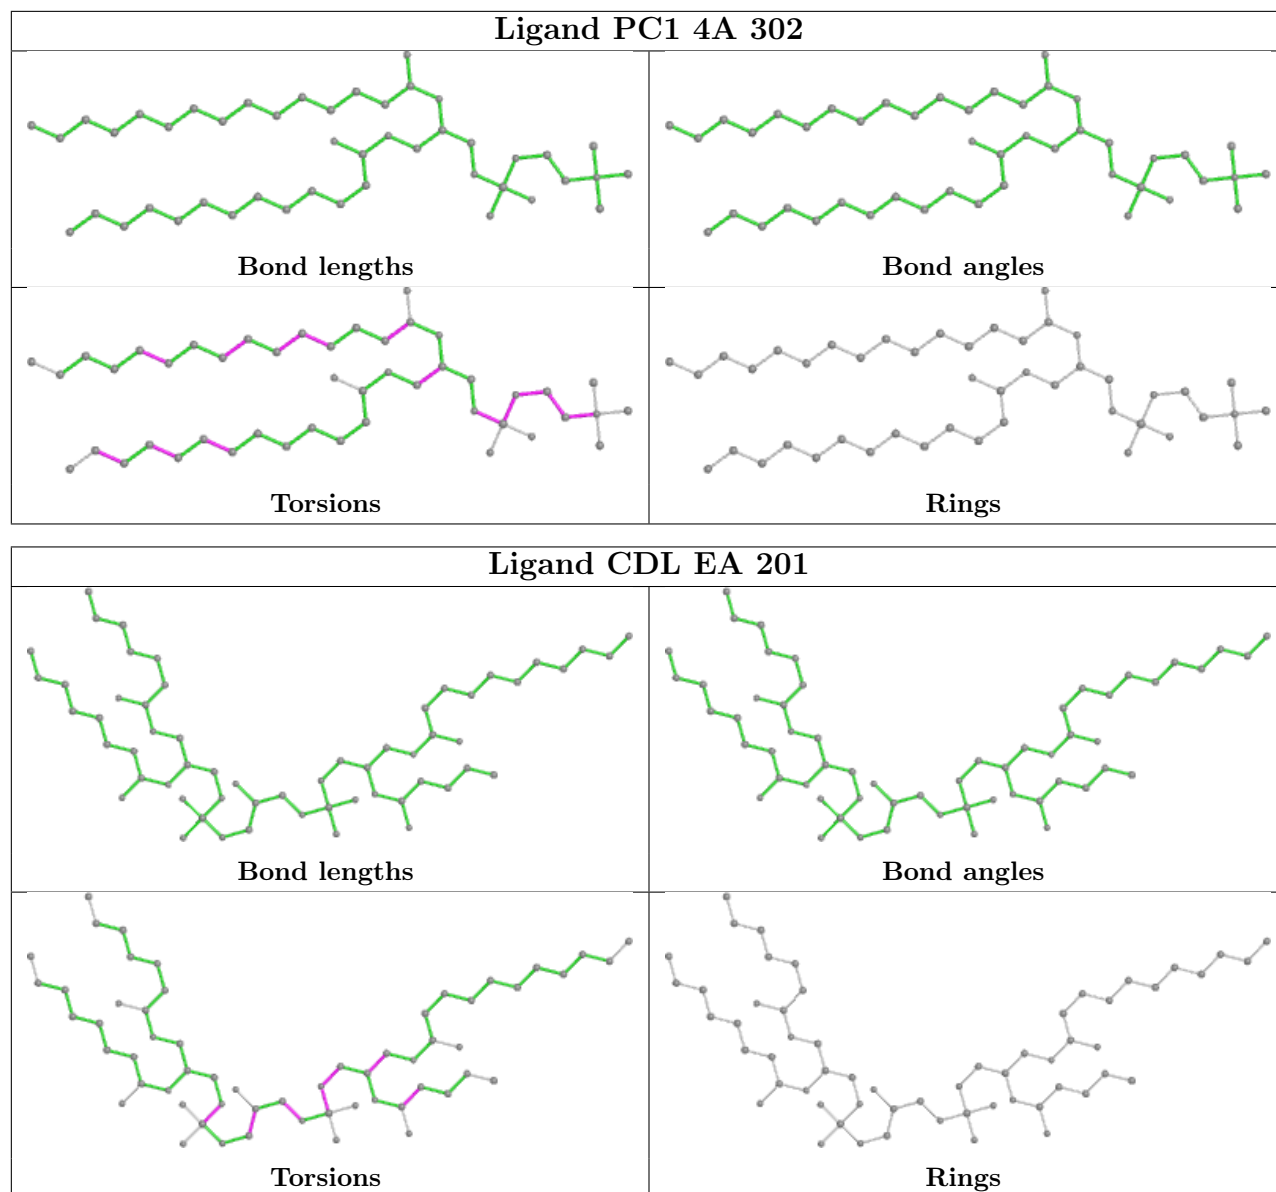 Ligand PC1 4A 302
Bond lengths
Bond angles
Torsions
Rings
Ligand CDL EA 201
Bond lengths
Bond angles
Torsions
Rings